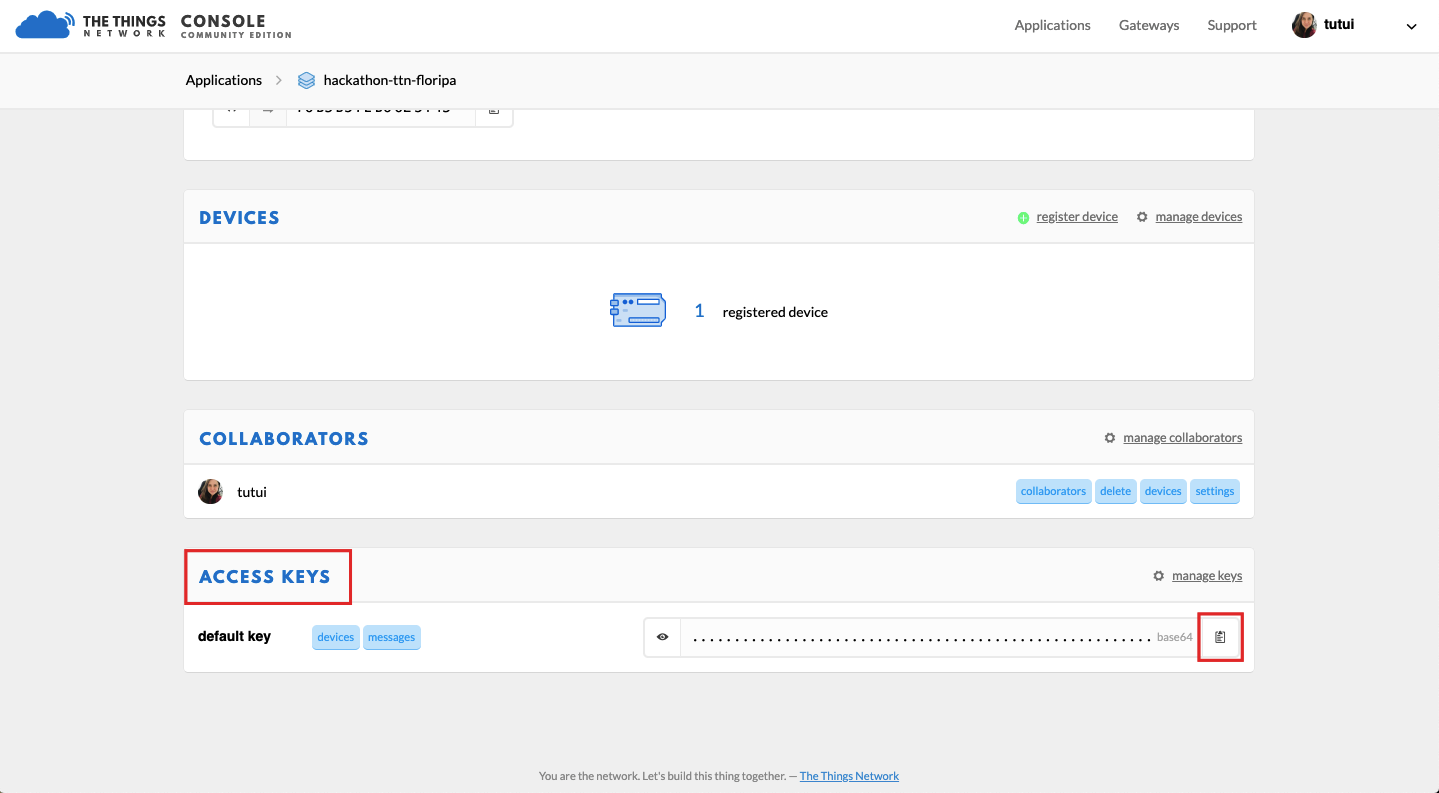 THE THINGS NETWORK CONSOLE COMMUNITY EDITION
Applications Gateways Support tutui
Applications hackathon-ttn-floripa
DEVICES register device manage devices
1 registered device
COLLABORATORS manage collaborators
tutui collaborators delete devices settings
ACCESS KEYS manage keys
default key devices messages base64
You are the network. Let's build this thing together. — The Things Network